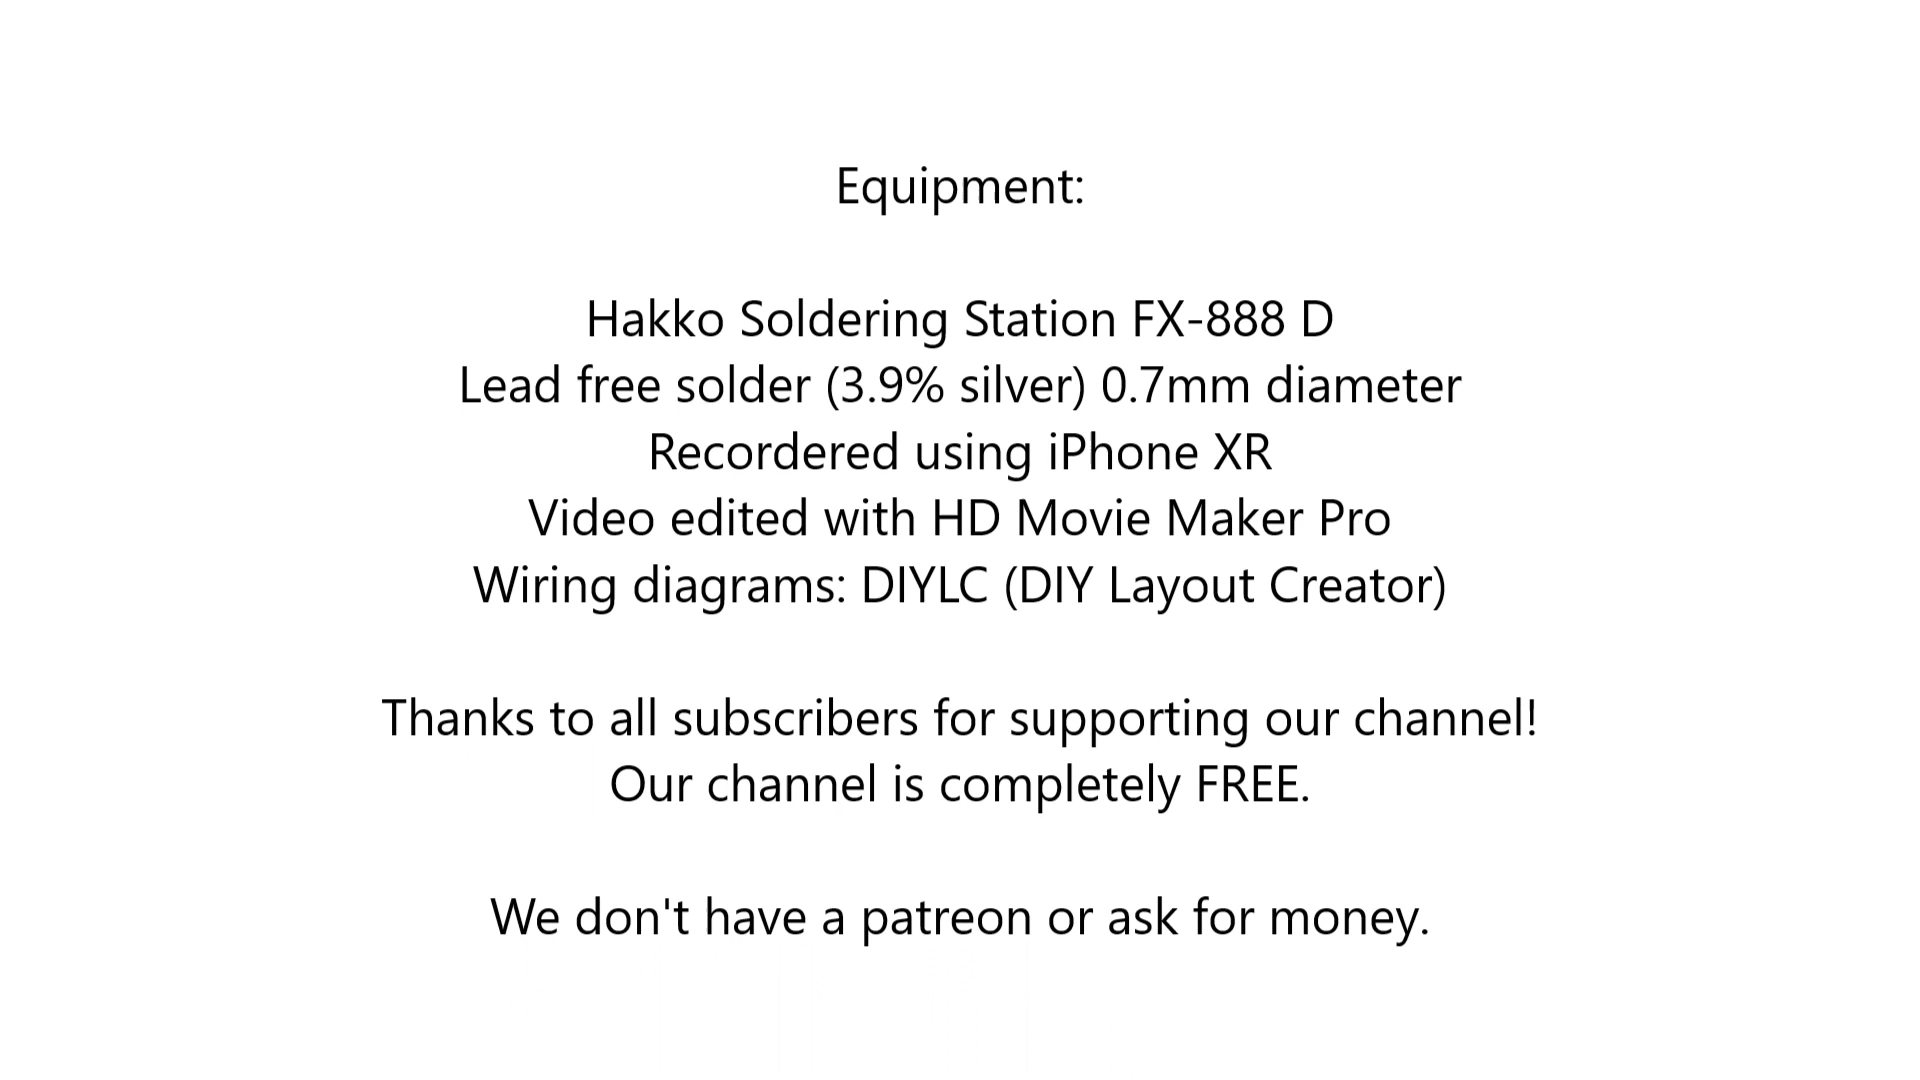 Equipment:
Hakko Soldering Station FX-888 D
Lead free solder (3.9% silver) 0.7mm diameter
Recordered using iPhone XR
Video edited with HD Movie Maker Pro
Wiring diagrams: DIYLC (DIY Layout Creator)
Thanks to all subscribers for supporting our channel!
Our channel is completely FREE.
We don't have a patreon or ask for money.